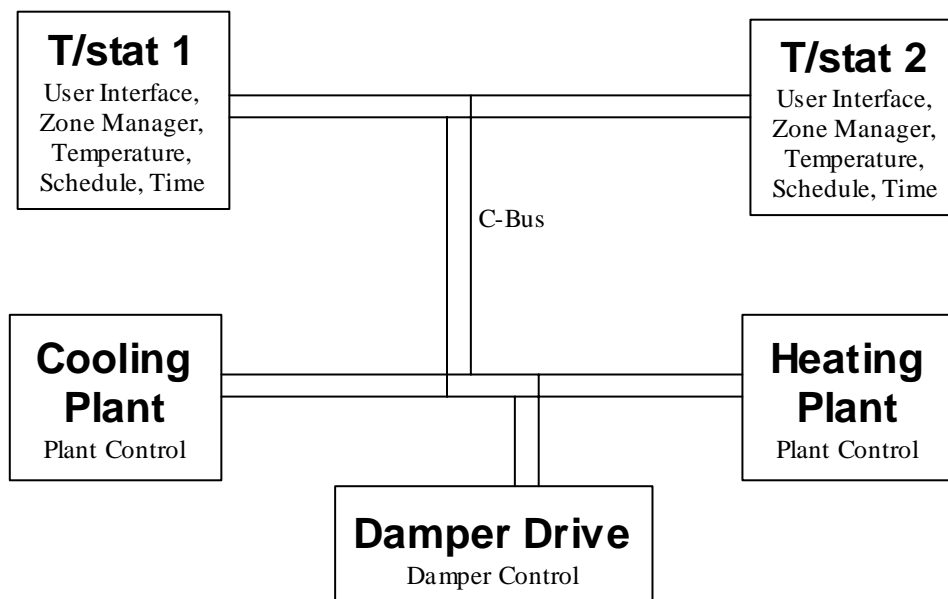 T/stat 1
User Interface,
Zone Manager,
Temperature,
Schedule, Time
T/stat 2
User Interface,
Zone Manager,
Temperature,
Schedule, Time
C-Bus
Cooling
Plant
Plant Control
Heating
Plant
Plant Control
Damper Drive
Damper Control